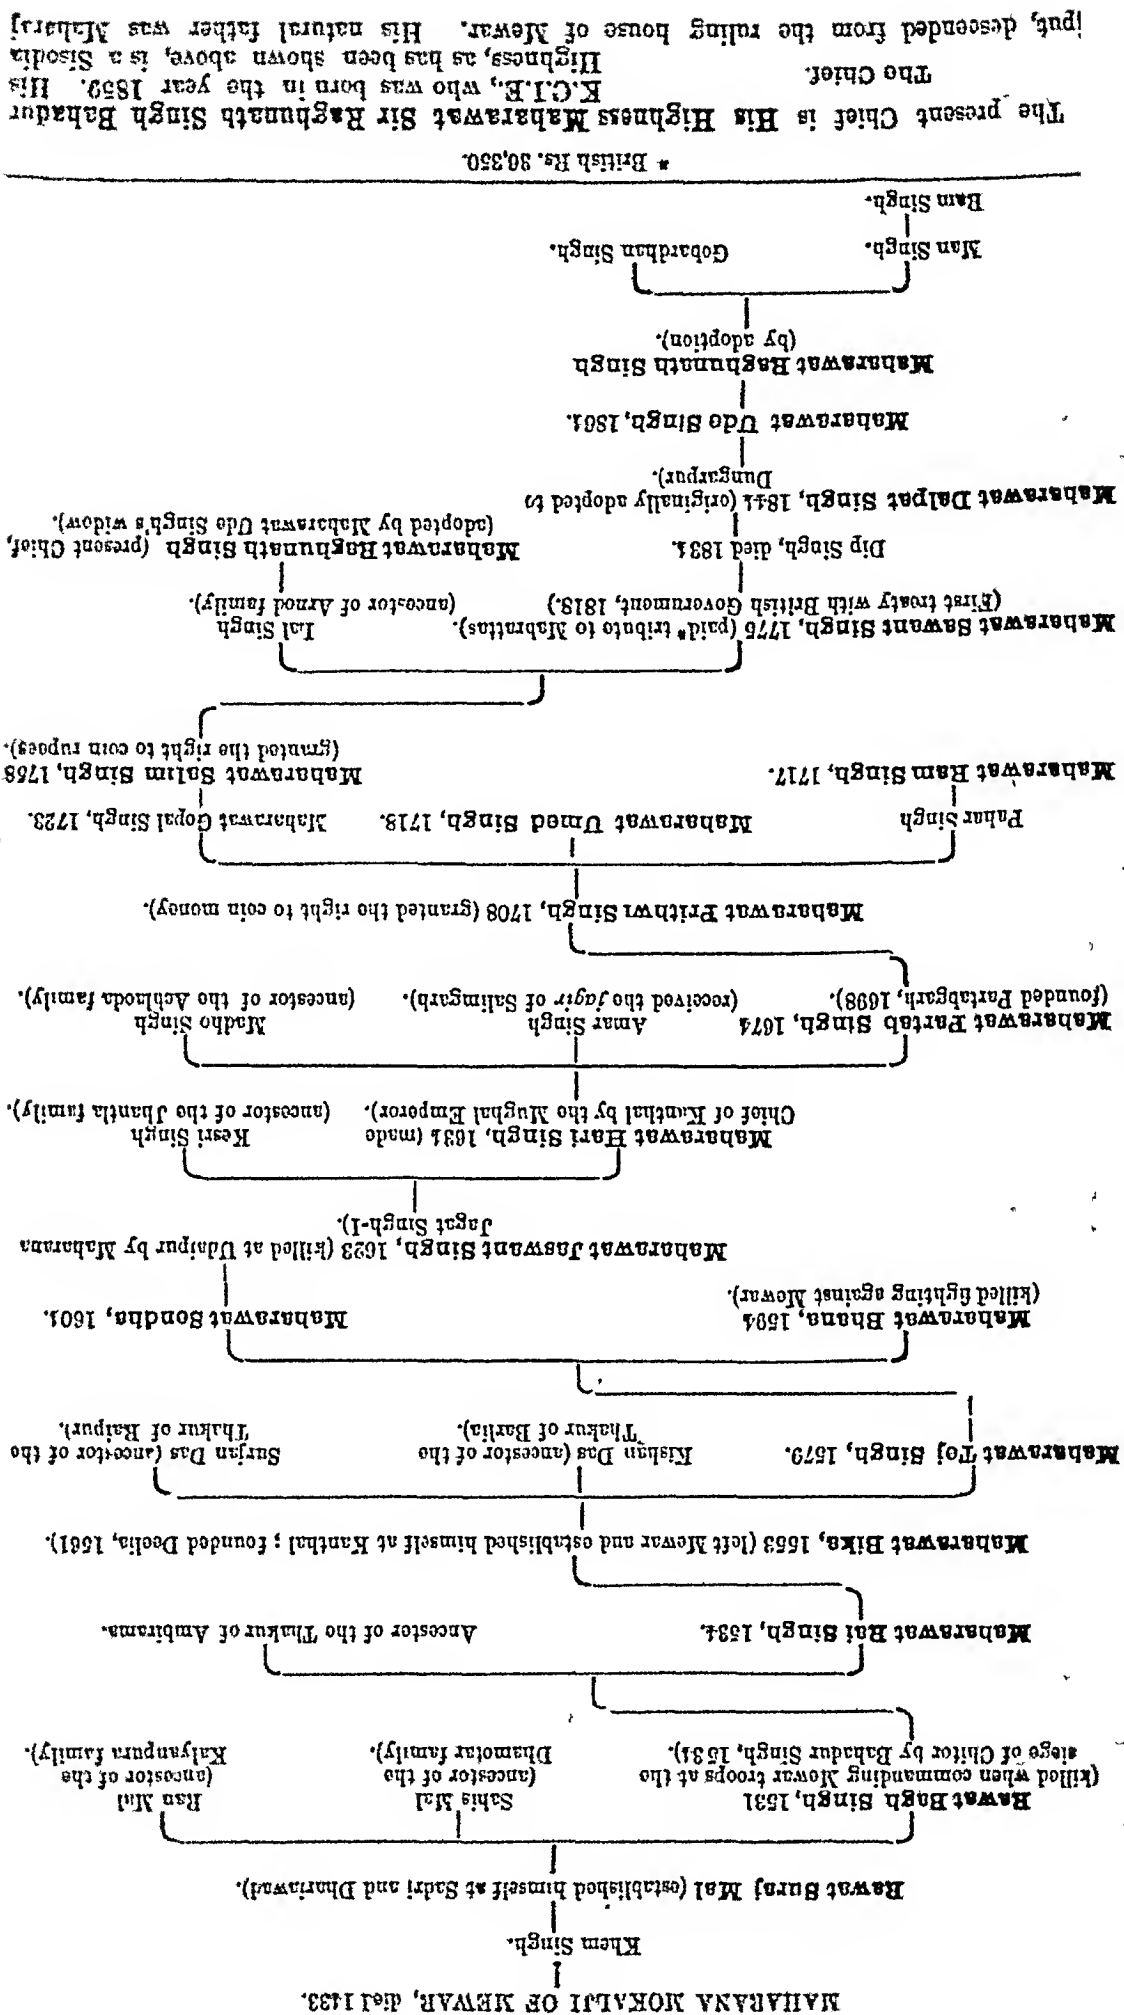 MAHARANA MOKALJI OF MEWAR, died 1433.
Khem Singh.
Rawat Suraj Mal (established himself at Sadri and Dhariawad).
Rawat Bagh Singh, 1531
(killed when commanding Mewar troops at the
siege of Chitor by Bahadur Singh, 1534).
Sahis Mal
(ancestor of the
Dhamotar family).
Ran Mal
(ancestor of the
Kalyanpura family).
Maharawat Rai Singh, 1534.
Ancestor of the Thakur of Ambirama.
Maharawat Bika, 1553 (left Mewar and established himself at Kanthal; founded Deolia, 1561).
Maharawat Tej Singh, 1579.
Kishan Das (ancestor of the
Thakur of Barlia).
Surjan Das (ancestor of the
Thakur of Raipur).
Maharawat Bhana, 1594
(killed fighting against Mewar).
Maharawat Sendha, 1604.
Maharawat Jaswant Singh, 1623 (killed at Udaipur by Maharana
Jagat Singh-I).
Maharawat Hari Singh, 1634 (made
Chief of Kanthal by the Mughal Emperor).
Kesri Singh
(ancestor of the Jhantla family).
Maharawat Partab Singh, 1674
(founded Partabgarh, 1698).
Amar Singh
(received the jagir of Salimgarh).
Madho Singh
(ancestor of the Achlaoda family).
Maharawat Prithwi Singh, 1708 (granted the right to coin money).
Pahar Singh
Maharawat Umed Singh, 1718.
Maharawat Gopal Singh, 1723.
Maharawat Ram Singh, 1717.
Maharawat Salim Singh, 1758
(granted the right to coin rupees).
Maharawat Sawant Singh, 1775 (paid* tribute to Mahrattas).
(First treaty with British Government, 1818.)
Lal Singh
(ancestor of Arnod family).
Dip Singh, died 1834.
Maharawat Raghunath Singh (present Chief,
(adopted by Maharawat Ude Singh's widow).
Maharawat Dalpat Singh, 1844 (originally adopted to
Dungarpur).
Maharawat Ude Singh, 1864.
Maharawat Raghunath Singh
(by adoption).
Man Singh.
Gobardhan Singh.
Ram Singh.
* British Rs. 36,350.
The present Chief is His Highness Maharawat Sir Raghunath Singh Bahadur
The Chief.
K.C.I.E., who was born in the year 1859. His
Highness, as has been shown above, is a Sisodia
jput, descended from the ruling house of Mewar. His natural father was Maharaj